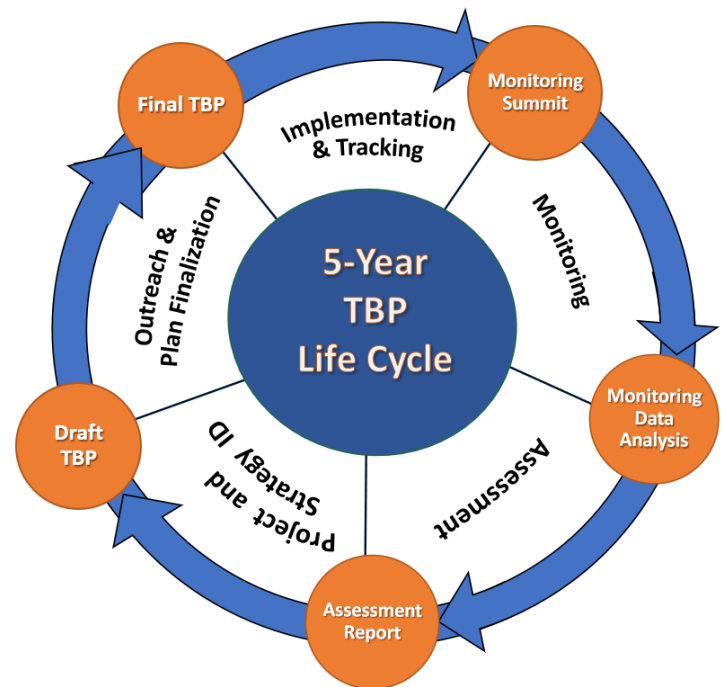 Final TBP
Implementation
& Tracking
Monitoring
Summit
Monitoring
Monitoring
Data
Analysis
Assessment
Assessment
Report
Project and
Strategy ID
Draft
TBP
Outreach &
Plan Finalization
5-Year
TBP
Life Cycle